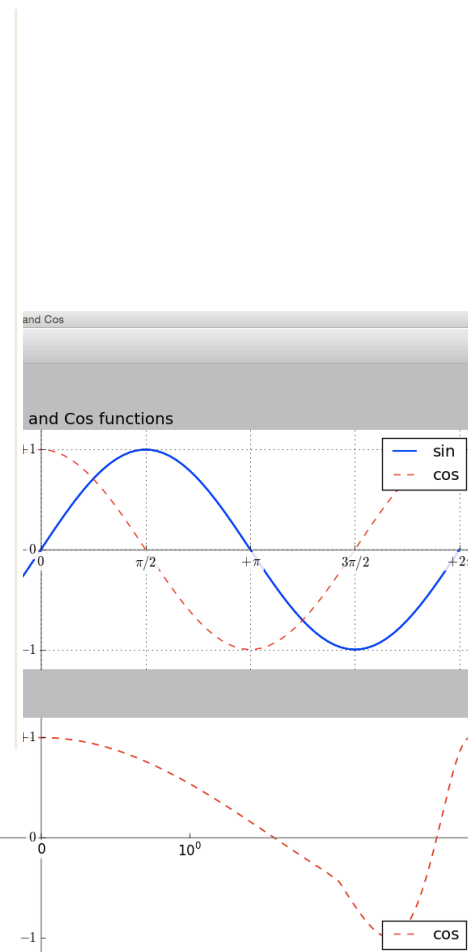 and Cos
and Cos functions
+1
sin
cos
0
0 π/2 +π 3π/2 +2
−1
+1
0
0 10⁰
−1
cos